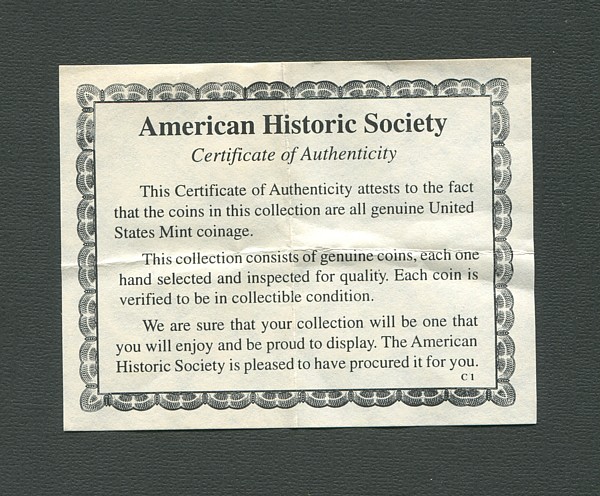 American Historic Society
Certificate of Authenticity
This Certificate of Authenticity attests to the fact
that the coins in this collection are all genuine United
States Mint coinage.
This collection consists of genuine coins, each one
hand selected and inspected for quality. Each coin is
verified to be in collectible condition.
We are sure that your collection will be one that
you will enjoy and be proud to display. The American
Historic Society is pleased to have procured it for you.
C 1